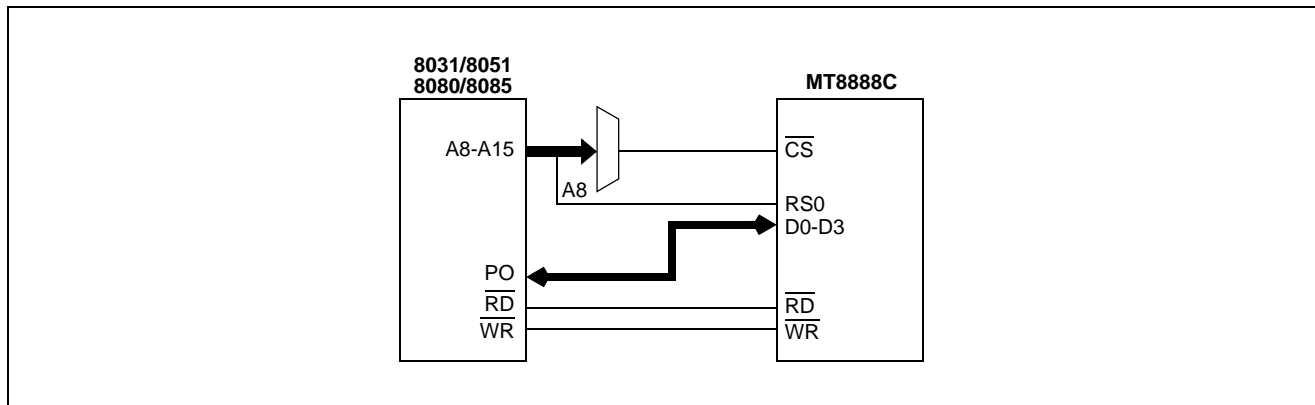 8031/8051
8080/8085
MT8888C
A8-A15
CS
A8
RS0
D0-D3
PO
RD
RD
WR
WR